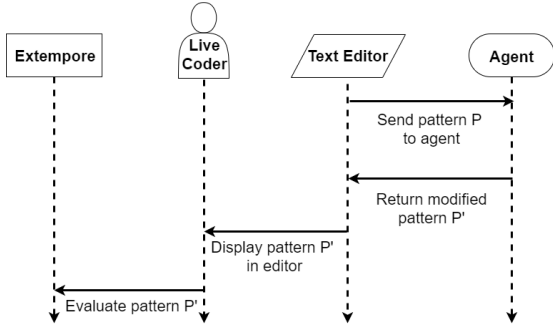 Extempore
Live
Coder
Text Editor
Agent
Send pattern P
to agent
Return modified
pattern P'
Display pattern P'
in editor
Evaluate pattern P'